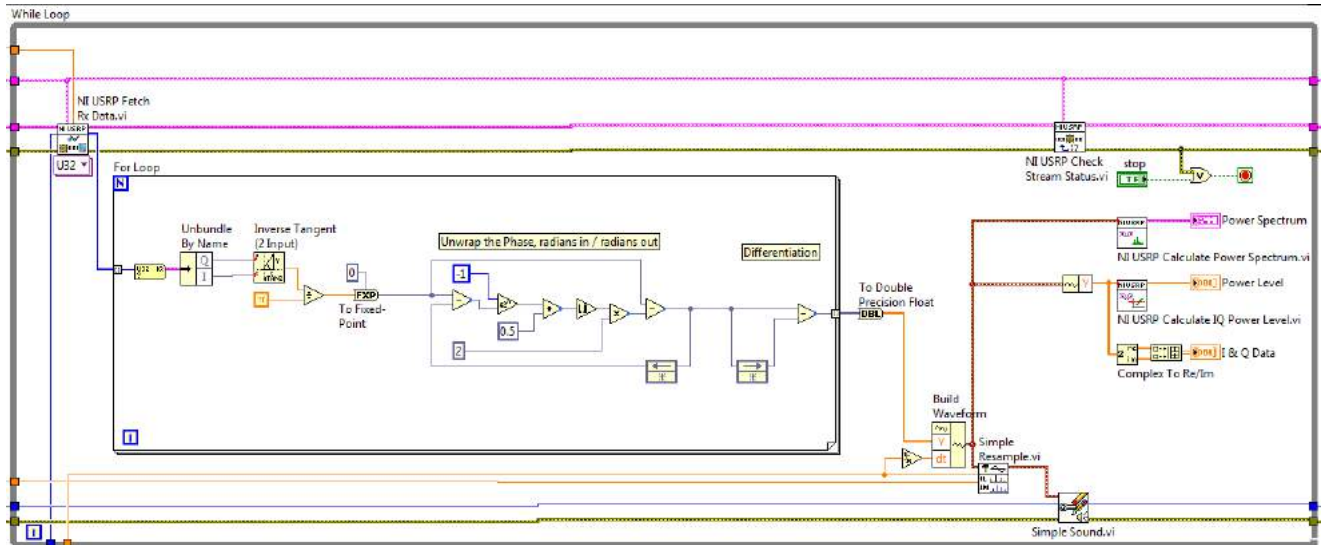 While Loop
NI USRP Fetch
Rx Data.vi
NI USRP
U32
For Loop
N
Unbundle
By Name
Q
I
Inverse Tangent
(2 Input)
π
0
FXP
To Fixed-
Point
Unwrap the Phase, radians in / radians out
-1
0.5
2
Differentiation
i
To Double
Precision Float
DBL
NI USRP Check
Stream Status.vi
stop
TF
Power Spectrum
NI USRP Calculate Power Spectrum.vi
Y
Power Level
NI USRP Calculate IQ Power Level.vi
I & Q Data
Complex To Re/Im
Build
Waveform
Y
dt
Simple
Resample.vi
Simple Sound.vi
i